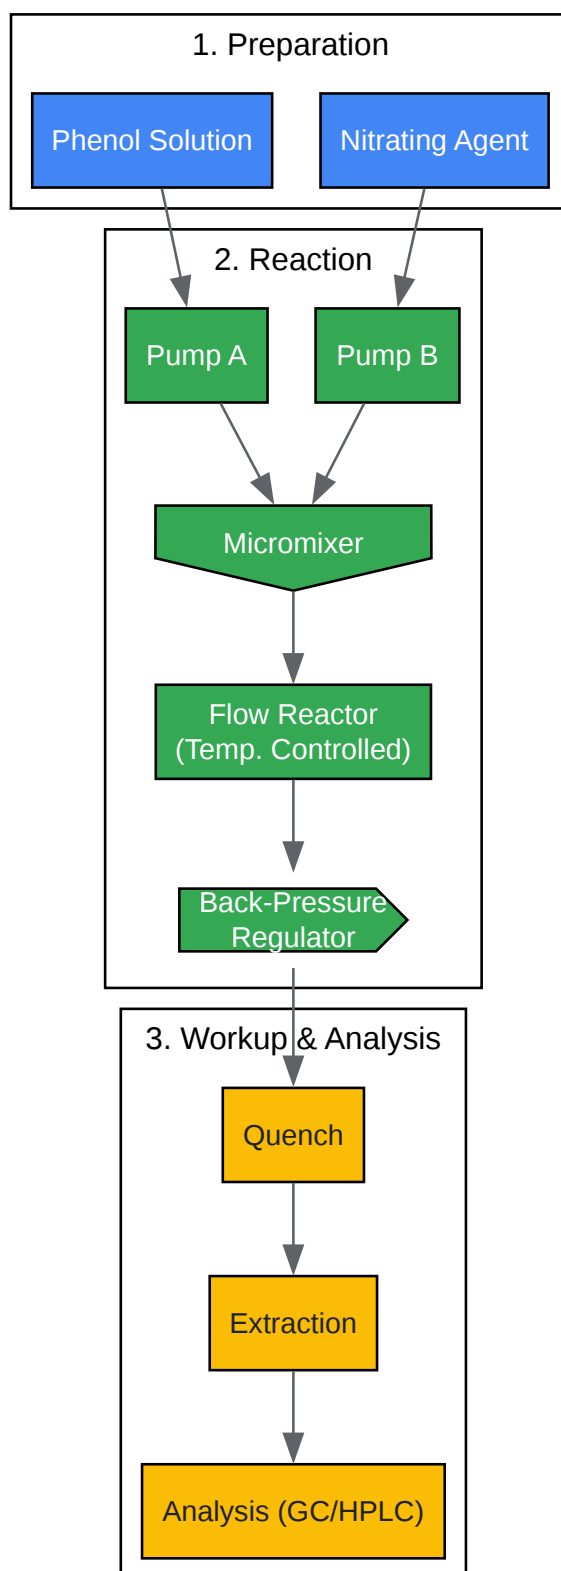 1. Preparation
Phenol Solution
Nitrating Agent
2. Reaction
Pump A
Pump B
Micromixer
Flow Reactor
(Temp. Controlled)
Back-Pressure
Regulator
3. Workup & Analysis
Quench
Extraction
Analysis (GC/HPLC)